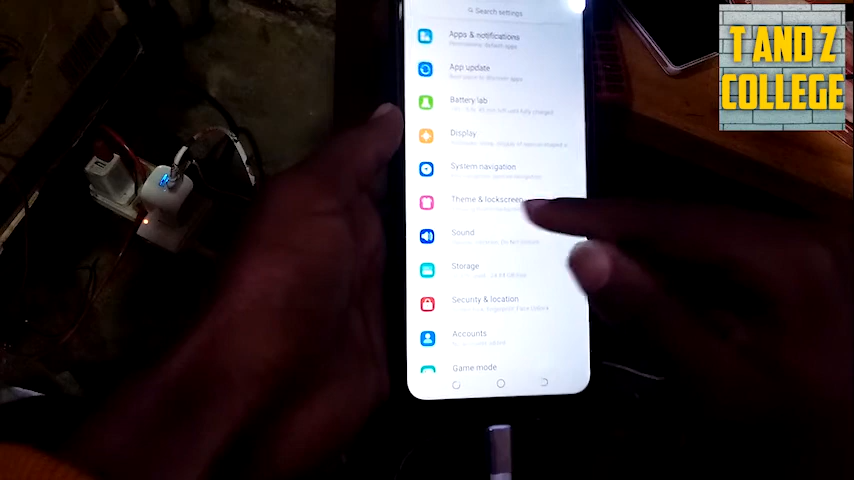 Search settings
T AND Z
COLLEGE
Apps & notifications
App update
Battery lab
Display
System navigation
Theme & lockscreen
Sound
Storage
Security & location
Accounts
Game mode